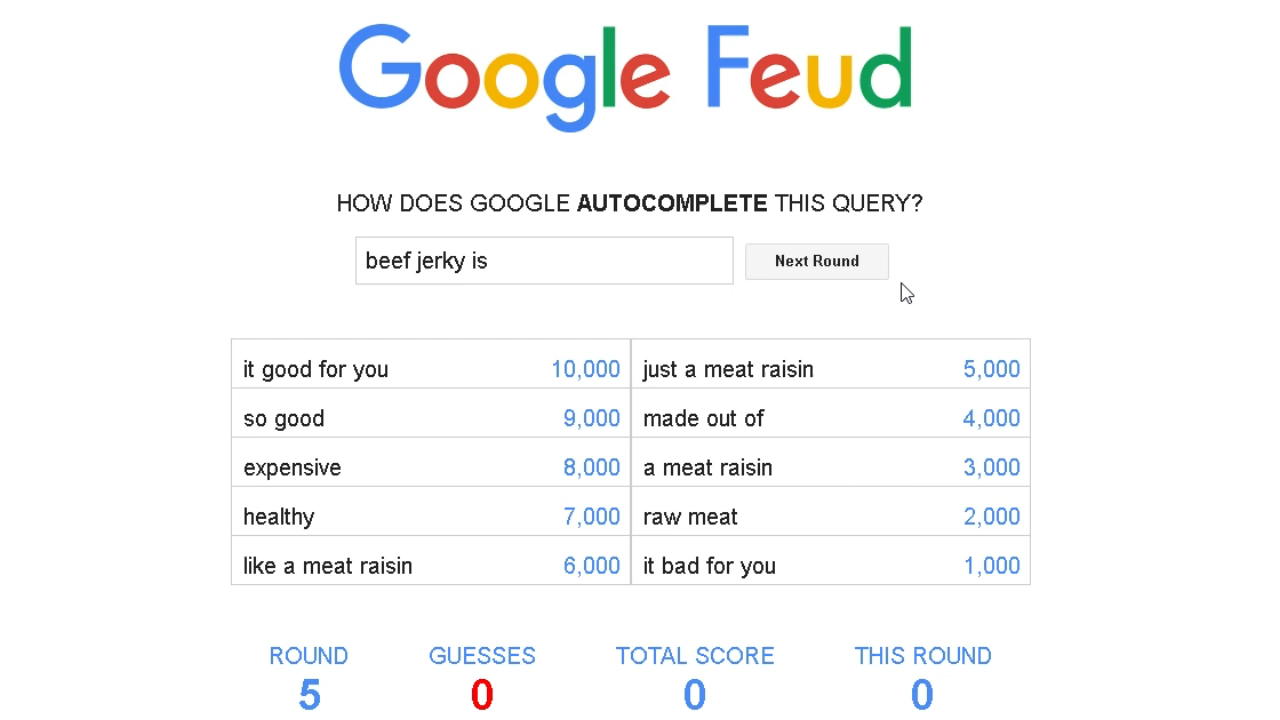 Google Feud
HOW DOES GOOGLE AUTOCOMPLETE THIS QUERY?
beef jerky is
Next Round
it good for you 10,000
so good 9,000
expensive 8,000
healthy 7,000
like a meat raisin 6,000
just a meat raisin 5,000
made out of 4,000
a meat raisin 3,000
raw meat 2,000
it bad for you 1,000
ROUND GUESSES TOTAL SCORE THIS ROUND
5 0 0 0